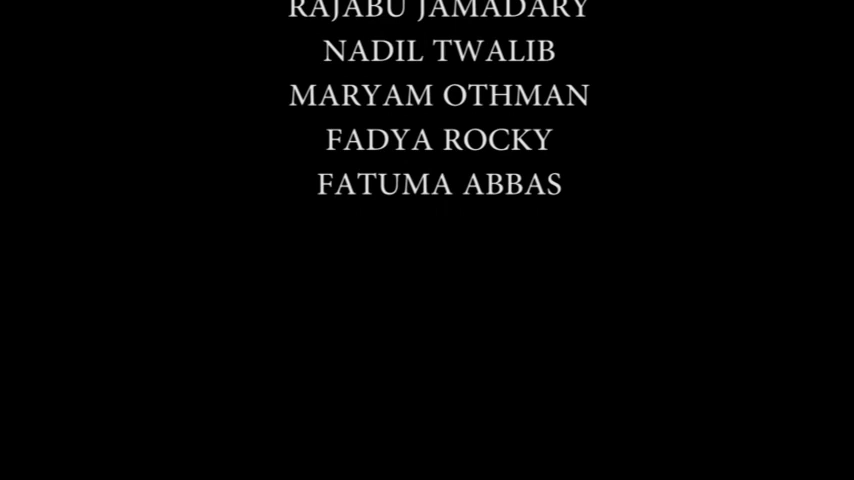 RAJABU JAMADARY
NADIL TWALIB
MARYAM OTHMAN
FADYA ROCKY
FATUMA ABBAS